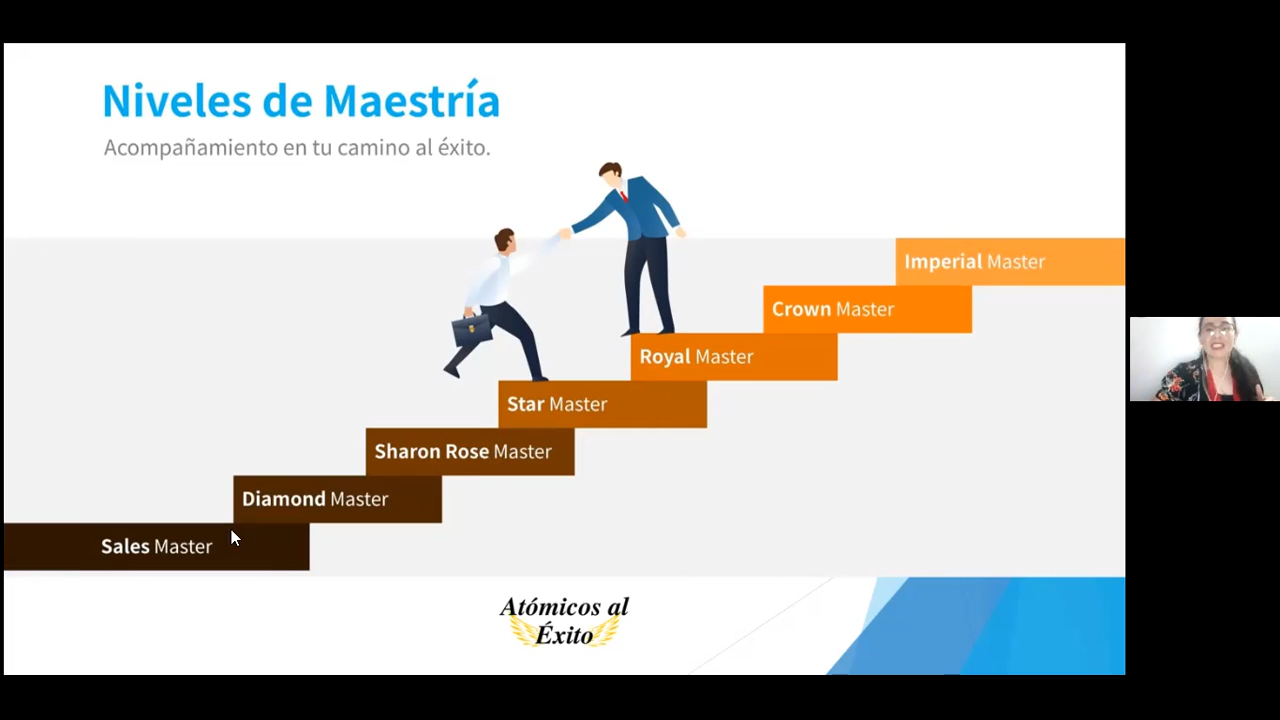 Niveles de Maestría
Acompañamiento en tu camino al éxito.
Imperial Master
Crown Master
Royal Master
Star Master
Sharon Rose Master
Diamond Master
Sales Master
Atómicos al
Éxito